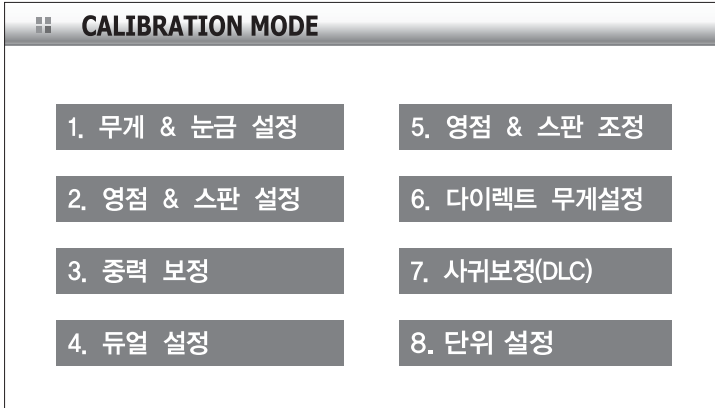 CALIBRATION MODE
1. 무게 & 눈금 설정
2. 영점 & 스판 설정
3. 중력 보정
4. 듀얼 설정
5. 영점 & 스판 조정
6. 다이렉트 무게설정
7. 사귀보정(DLC)
8. 단위 설정